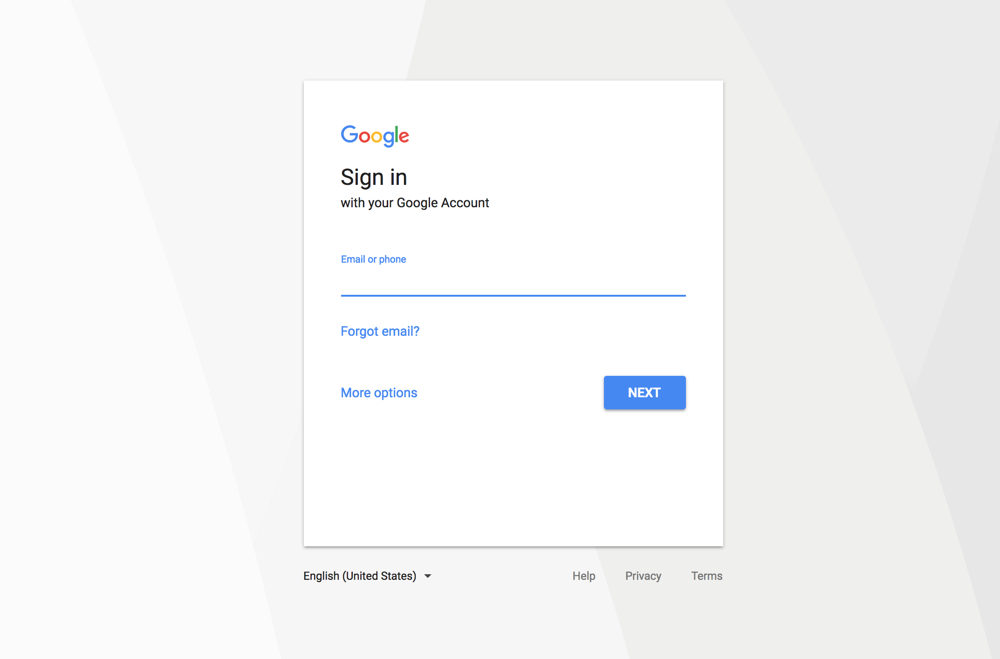 Google
Sign in
with your Google Account
Email or phone
Forgot email?
More options
NEXT
English (United States)
Help
Privacy
Terms